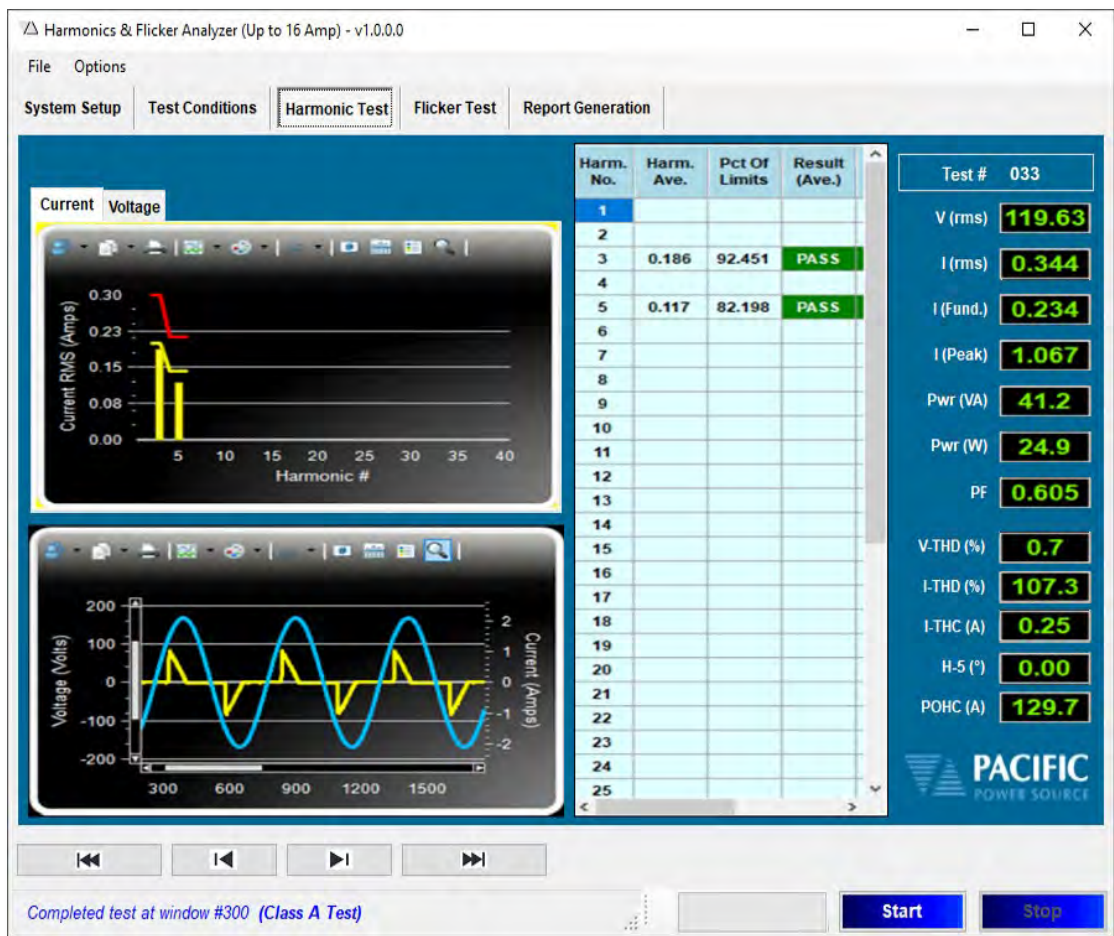 Harmonics & Flicker Analyzer (Up to 16 Amp) - v1.0.0.0
File Options
System Setup Test Conditions Harmonic Test Flicker Test Report Generation
Current Voltage
0.30
0.23
0.15
0.08
0.00
Current RMS (Amps)
5 10 15 20 25 30 35 40
Harmonic #
200
100
0
-100
-200
Voltage (Volts)
2
1
0
-1
-2
Current (Amps)
300 600 900 1200 1500
Harm. No. Harm. Ave. Pct Of Limits Result (Ave.)
1
2
3 0.186 92.451 PASS
4
5 0.117 82.198 PASS
6
7
8
9
10
11
12
13
14
15
16
17
18
19
20
21
22
23
24
25
Test # 033
V (rms) 119.63
I (rms) 0.344
I (Fund.) 0.234
I (Peak) 1.067
Pwr (VA) 41.2
Pwr (W) 24.9
PF 0.605
V-THD (%) 0.7
I-THD (%) 107.3
I-THC (A) 0.25
H-5 (°) 0.00
POHC (A) 129.7
PACIFIC
POWER SOURCE
Completed test at window #300 (Class A Test)
Start Stop